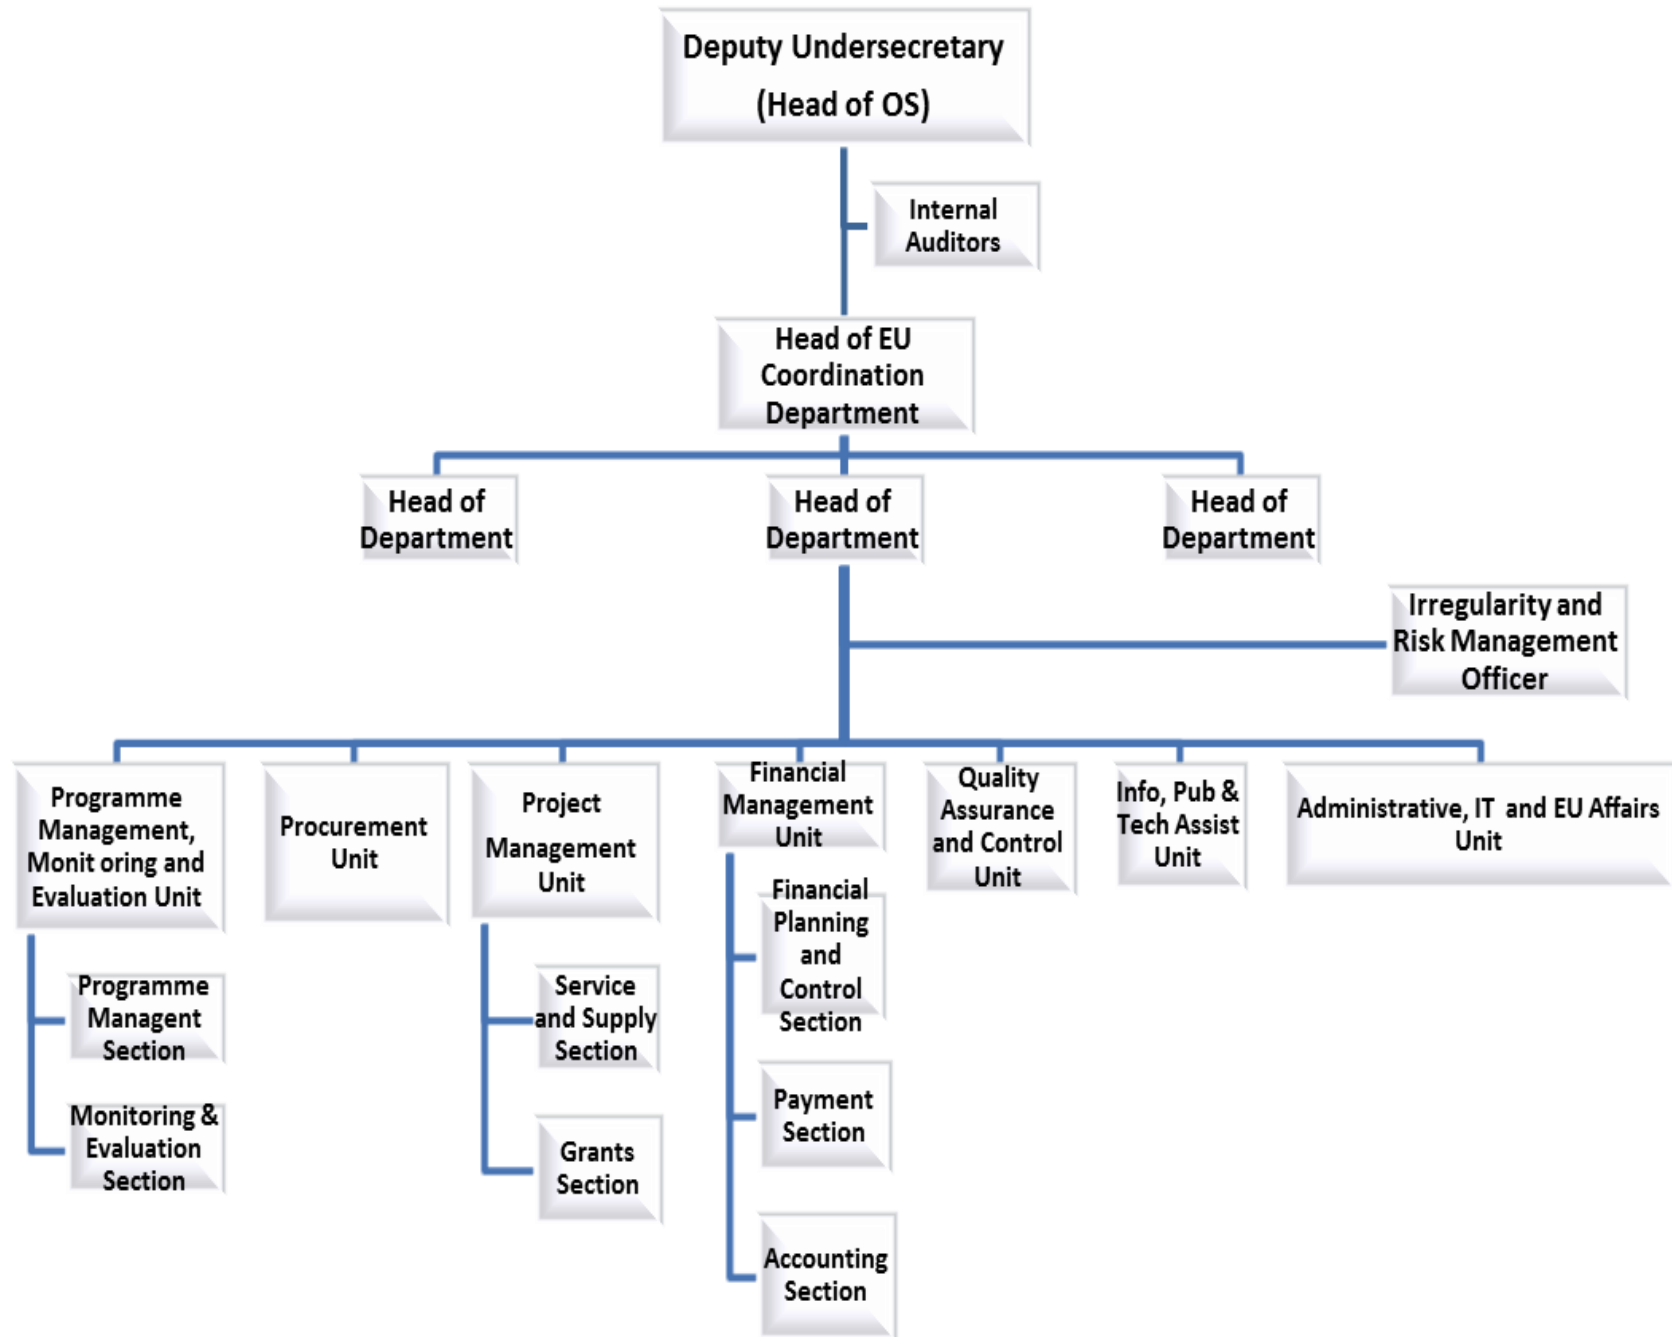 Deputy Undersecretary
(Head of OS)
Internal
Auditors
Head of EU
Coordination
Department
Head of
Department
Head of
Department
Head of
Department
Irregularity and
Risk Management
Officer
Programme
Management,
Monit oring and
Evaluation Unit
Procurement
Unit
Project
Management
Unit
Financial
Management
Unit
Quality
Assurance
and Control
Unit
Info, Pub &
Tech Assist
Unit
Administrative, IT and EU Affairs
Unit
Programme
Managent
Section
Monitoring &
Evaluation
Section
Service
and Supply
Section
Grants
Section
Financial
Planning
and
Control
Section
Payment
Section
Accounting
Section